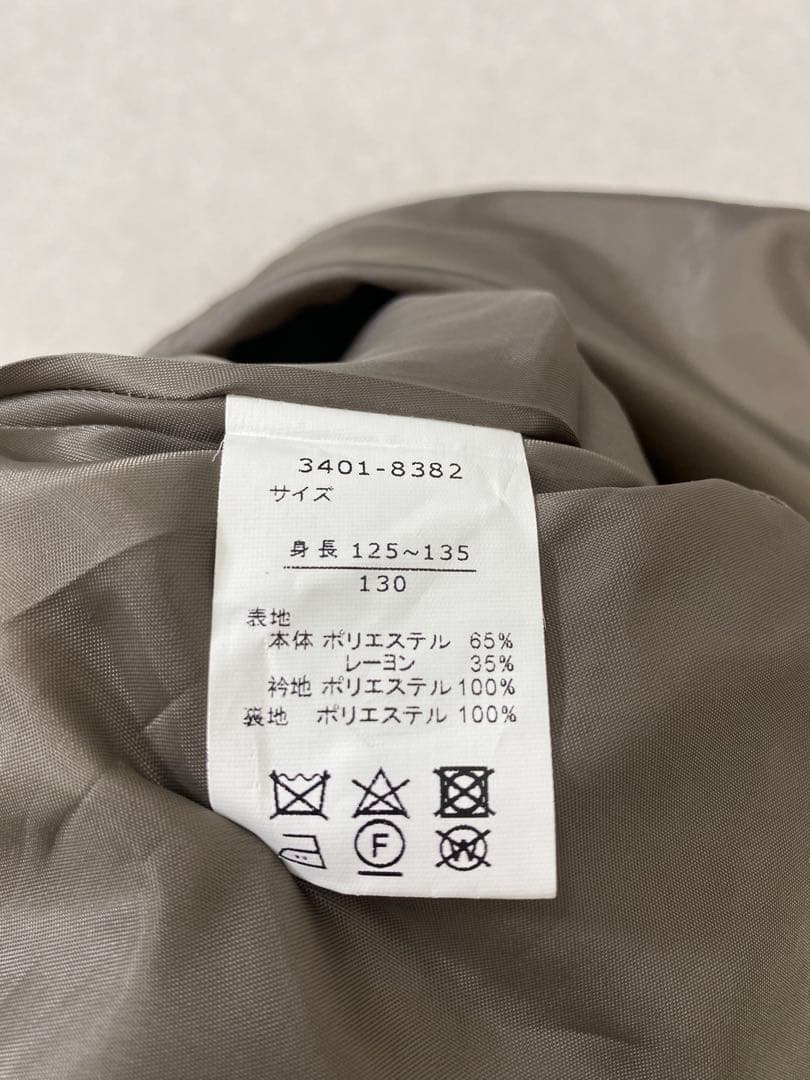 3401-8382
サイズ
身長 125~135
130
表地
本体 ポリエステル 65%
レーヨン 35%
衿地 ポリエステル 100%
裏地 ポリエステル 100%
F
W